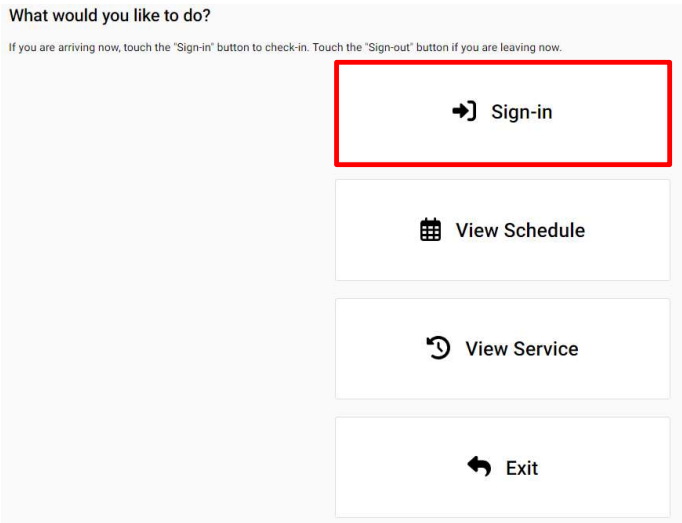 What would you like to do?
If you are arriving now, touch the "Sign-in" button to check-in. Touch the "Sign-out" button if you are leaving now.
Sign-in
View Schedule
View Service
Exit